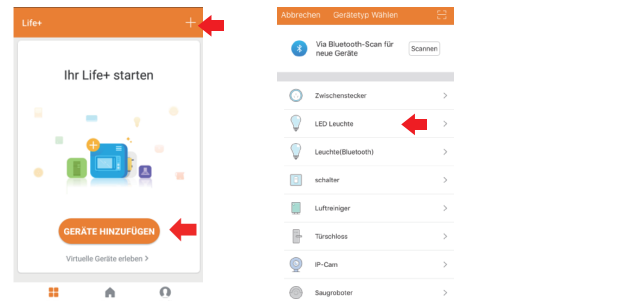 Life+
Ihr Life+ starten
GERÄTE HINZUFÜGEN
Virtuelle Geräte erleben >
Abbrechen Gerätetyp Wählen
Via Bluetooth-Scan für
neue Geräte
Scannen
Zwischenstecker
LED Leuchte
Leuchte(Bluetooth)
schalter
Luftreiniger
Türschloss
IP-Cam
Saugroboter